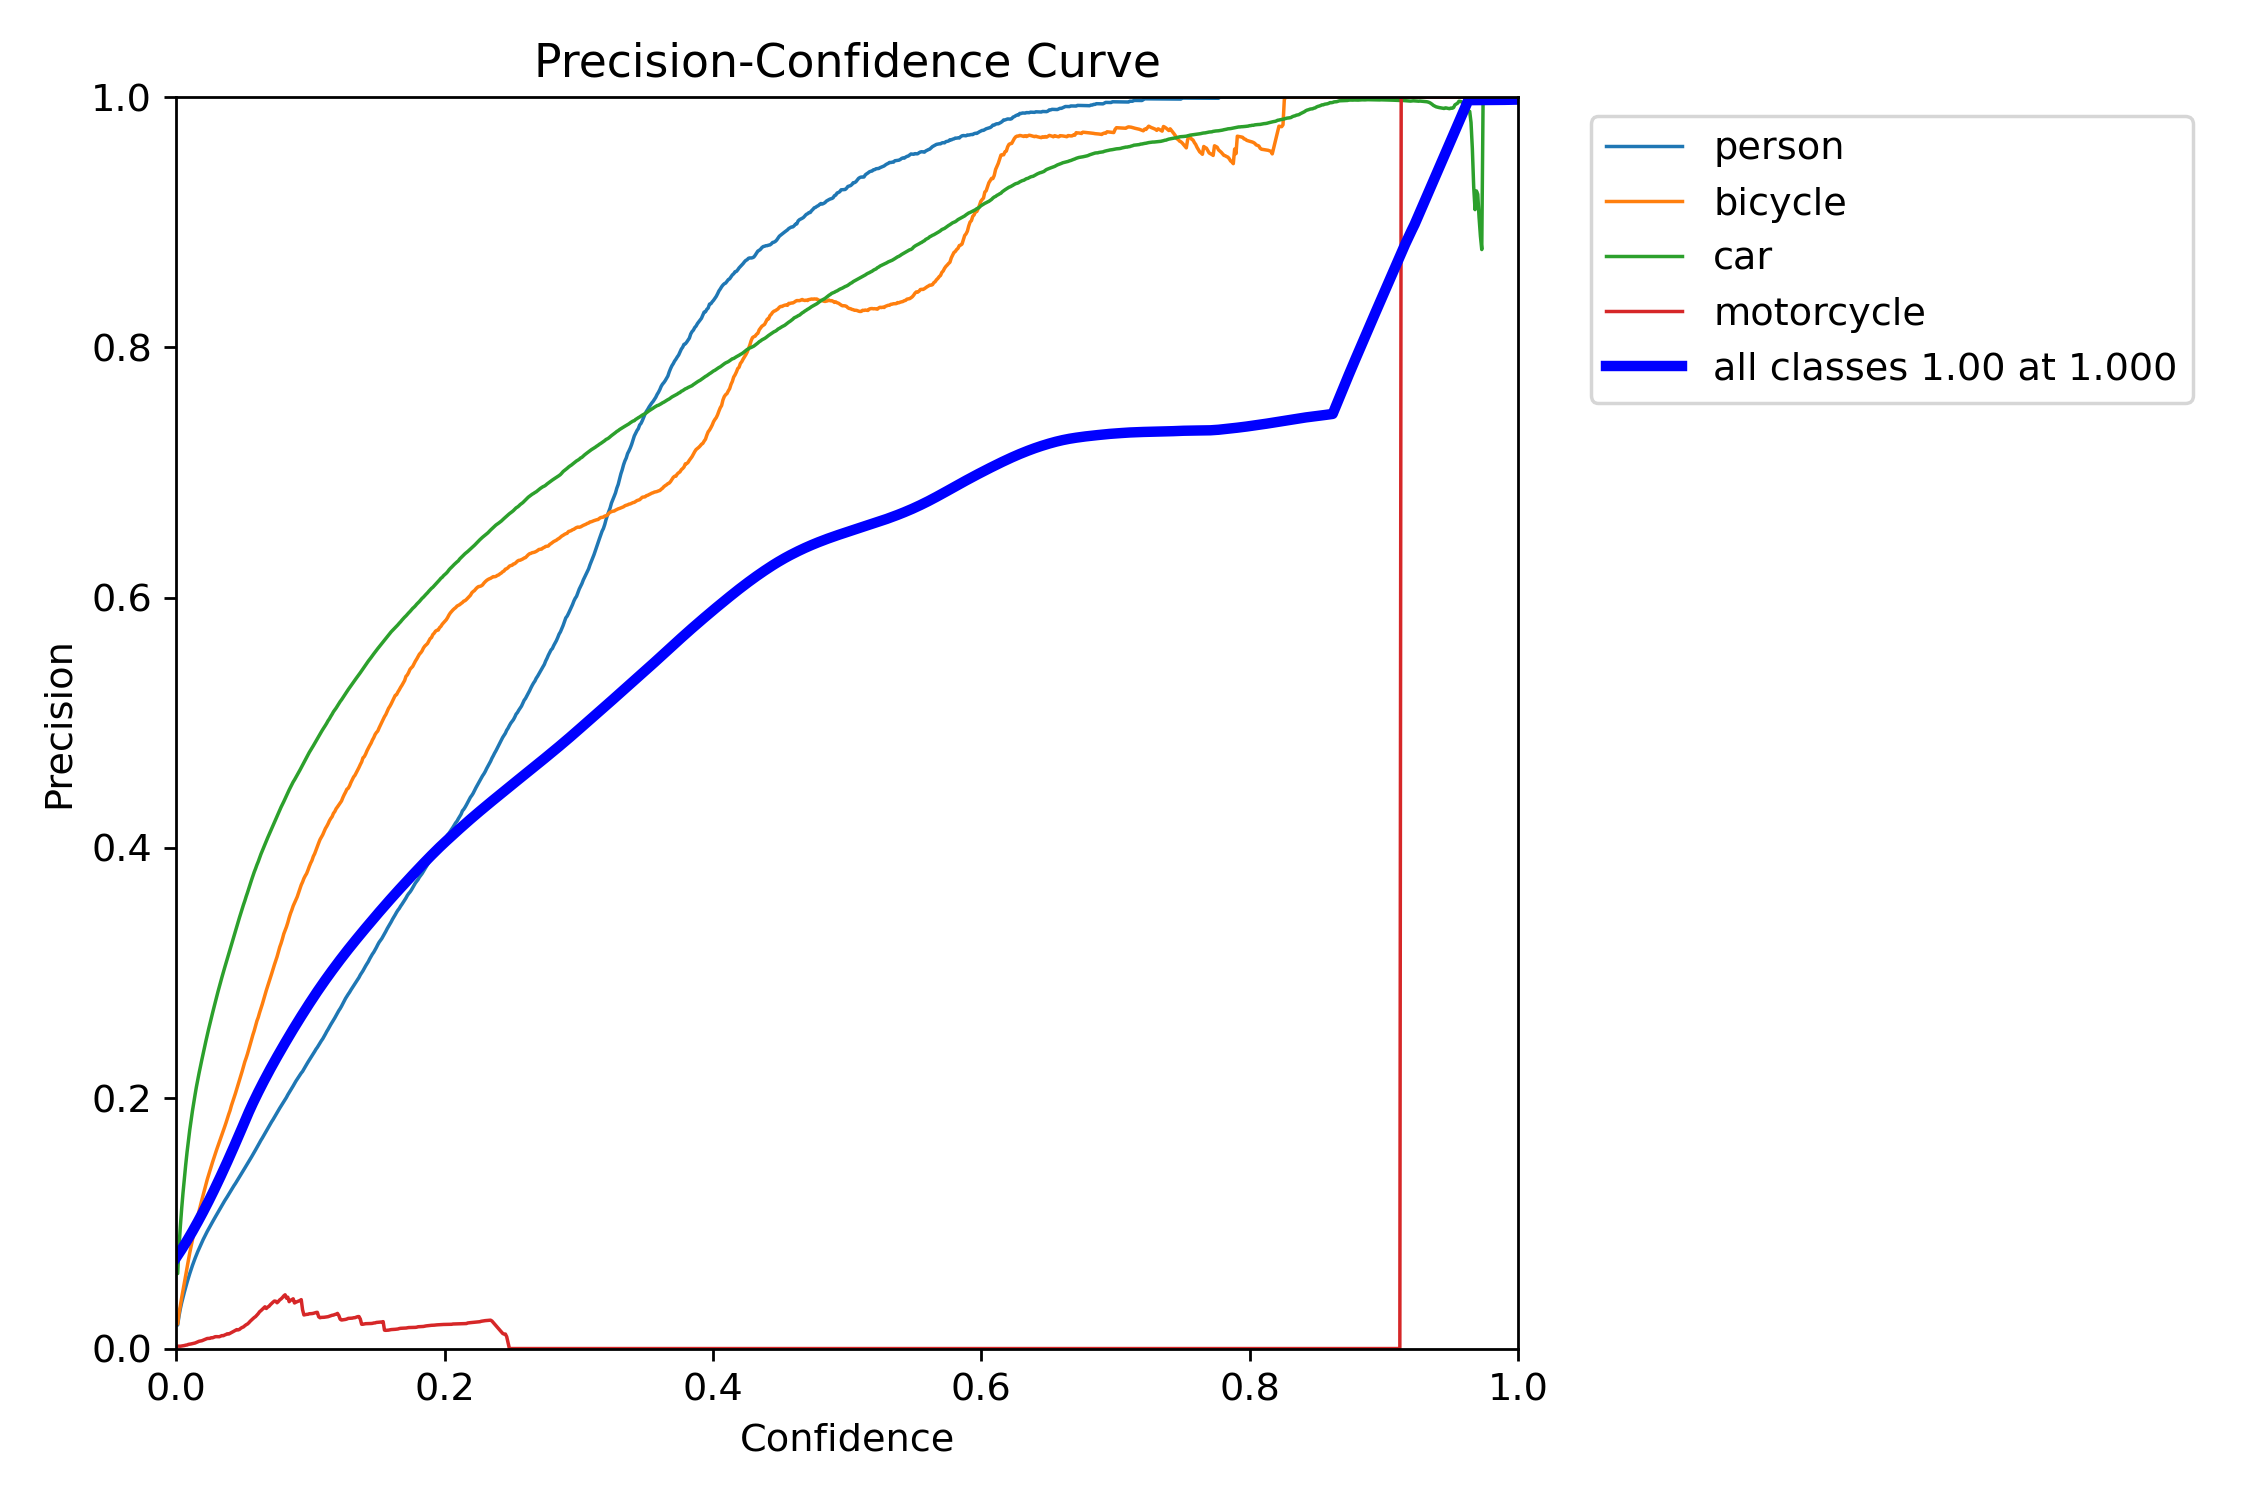 Precision-Confidence Curve
1.0
0.8
0.6
0.4
0.2
0.0
Precision
0.0 0.2 0.4 0.6 0.8 1.0
Confidence
person
bicycle
car
motorcycle
all classes 1.00 at 1.000